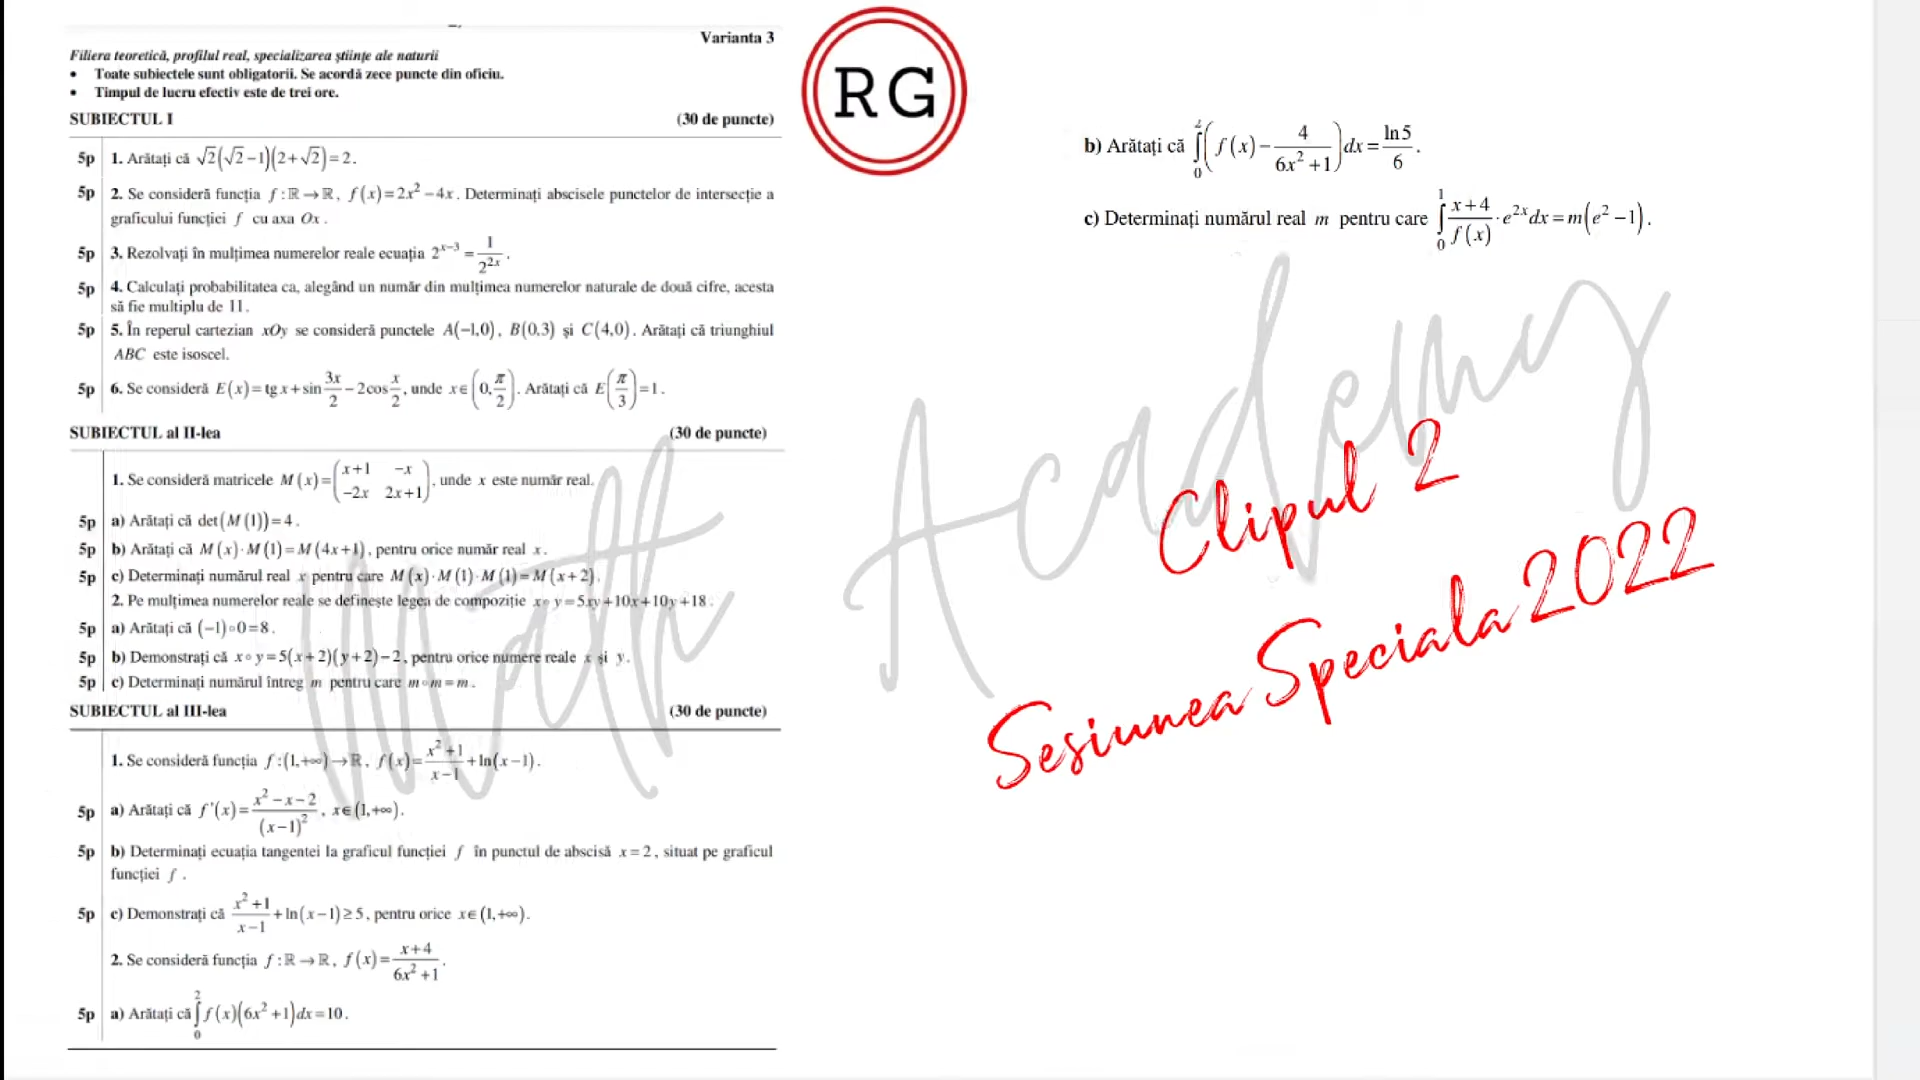 Varianta 3
Filiera teoretică, profilul real, specializarea științe ale naturii
• Toate subiectele sunt obligatorii. Se acordă zece puncte din oficiu.
• Timpul de lucru efectiv este de trei ore.
SUBIECTUL I (30 de puncte)
5p 1. Arătați că √2(√2−1)(2+√2)=2.
5p 2. Se consideră funcția f:ℝ→ℝ, f(x)=2x²−4x. Determinați abscisele punctelor de intersecție a
graficului funcției f cu axa Ox.
5p 3. Rezolvați în mulțimea numerelor reale ecuația 2^(x−3) = 1/2^(2x).
5p 4. Calculați probabilitatea ca, alegând un număr din mulțimea numerelor naturale de două cifre, acesta
să fie multiplu de 11.
5p 5. În reperul cartezian xOy se consideră punctele A(−1,0), B(0,3) și C(4,0). Arătați că triunghiul
ABC este isoscel.
5p 6. Se consideră E(x)=tg x+sin 3x/2 −2cos x/2, unde x∈(0,π/2). Arătați că E(π/3)=1.
SUBIECTUL al II-lea (30 de puncte)
1. Se consideră matricele M(x)=(x+1 −x; −2x 2x+1), unde x este număr real.
5p a) Arătați că det(M(1))=4.
5p b) Arătați că M(x)·M(1)=M(4x+1), pentru orice număr real x.
5p c) Determinați numărul real x pentru care M(x)·M(1)·M(1)=M(x+2).
2. Pe mulțimea numerelor reale se definește legea de compoziție x∘y=5xy+10x+10y+18.
5p a) Arătați că (−1)∘0=8.
5p b) Demonstrați că x∘y=5(x+2)(y+2)−2, pentru orice numere reale x și y.
5p c) Determinați numărul întreg m pentru care m∘m=m.
SUBIECTUL al III-lea (30 de puncte)
1. Se consideră funcția f:(1,+∞)→ℝ, f(x)=(x²+1)/(x−1)+ln(x−1).
5p a) Arătați că f'(x)=(x²−x−2)/(x−1)², x∈(1,+∞).
5p b) Determinați ecuația tangentei la graficul funcției f în punctul de abscisă x=2, situat pe graficul
funcției f.
5p c) Demonstrați că (x²+1)/(x−1)+ln(x−1)≥5, pentru orice x∈(1,+∞).
2. Se consideră funcția f:ℝ→ℝ, f(x)=(x+4)/(6x²+1).
5p a) Arătați că ∫₀² f(x)(6x²+1)dx=10.
RG
b) Arătați că ∫₀² (f(x)−4/(6x²+1))dx=ln5/6.
c) Determinați numărul real m pentru care ∫₀¹ (x+4)/f(x)·e^(2x)dx=m(e²−1).
Math Academy
Clipul 2
Sesiunea Speciala 2022